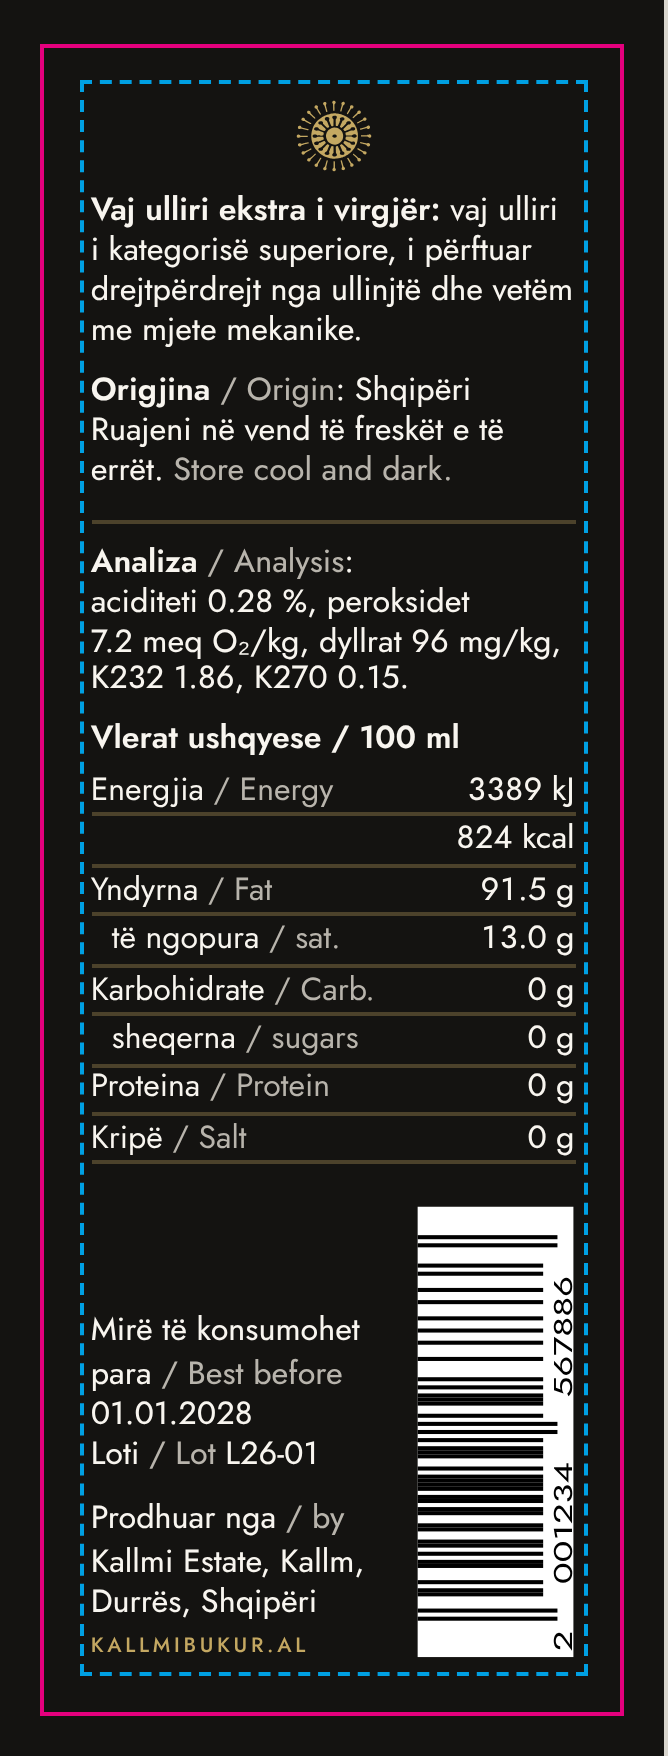 Vaj ulliri ekstra i virgjër: vaj ulliri
i kategorisë superiore, i përftuar
drejtpërdrejt nga ullinjtë dhe vetëm
me mjete mekanike.
Origjina / Origin: Shqipëri
Ruajeni në vend të freskët e të
errët. Store cool and dark.
Analiza / Analysis:
aciditeti 0.28 %, peroksidet
7.2 meq O₂/kg, dyllrat 96 mg/kg,
K232 1.86, K270 0.15.
Vlerat ushqyese / 100 ml
Energjia / Energy 3389 kJ
824 kcal
Yndyrna / Fat 91.5 g
të ngopura / sat. 13.0 g
Karbohidrate / Carb. 0 g
sheqerna / sugars 0 g
Proteina / Protein 0 g
Kripë / Salt 0 g
Mirë të konsumohet
para / Best before
01.01.2028
Loti / Lot L26-01
Prodhuar nga / by
Kallmi Estate, Kallm,
Durrës, Shqipëri
KALLMIBUKUR.AL
2 001234 567886